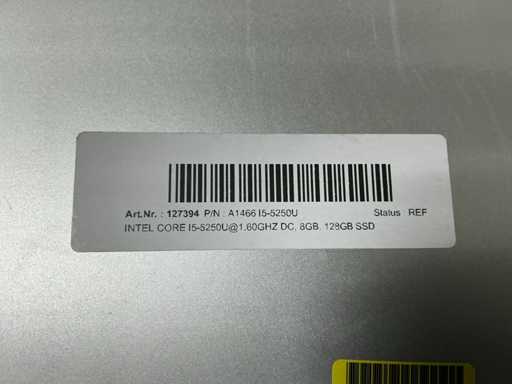 Art.Nr. : 127394 P/N : A1466 I5-5250U Status REF
INTEL CORE I5-5250U@1.60GHZ DC, 8GB, 128GB SSD